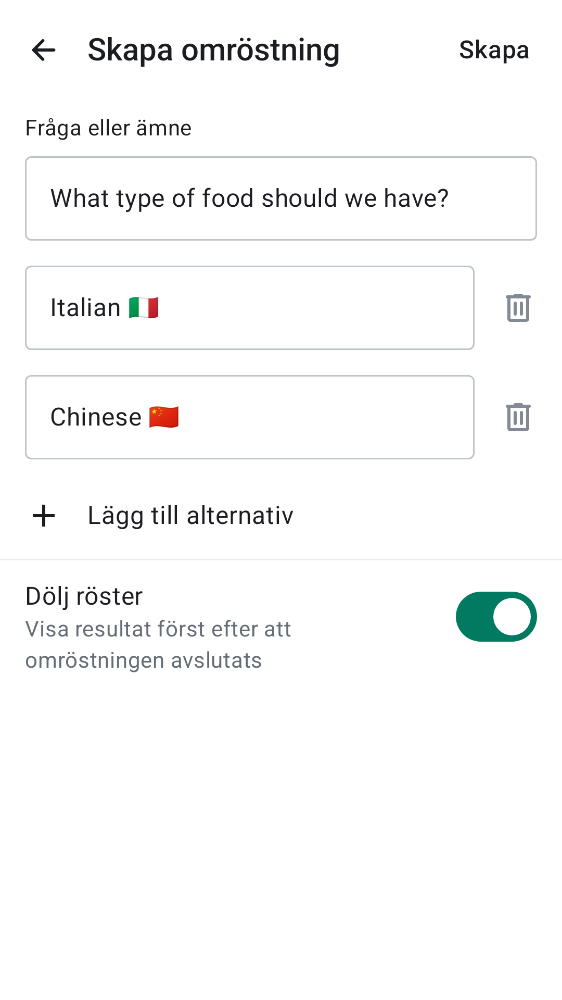 Skapa omröstning
Skapa
Fråga eller ämne
What type of food should we have?
Italian 🇮🇹
Chinese 🇨🇳
Lägg till alternativ
Dölj röster
Visa resultat först efter att
omröstningen avslutats